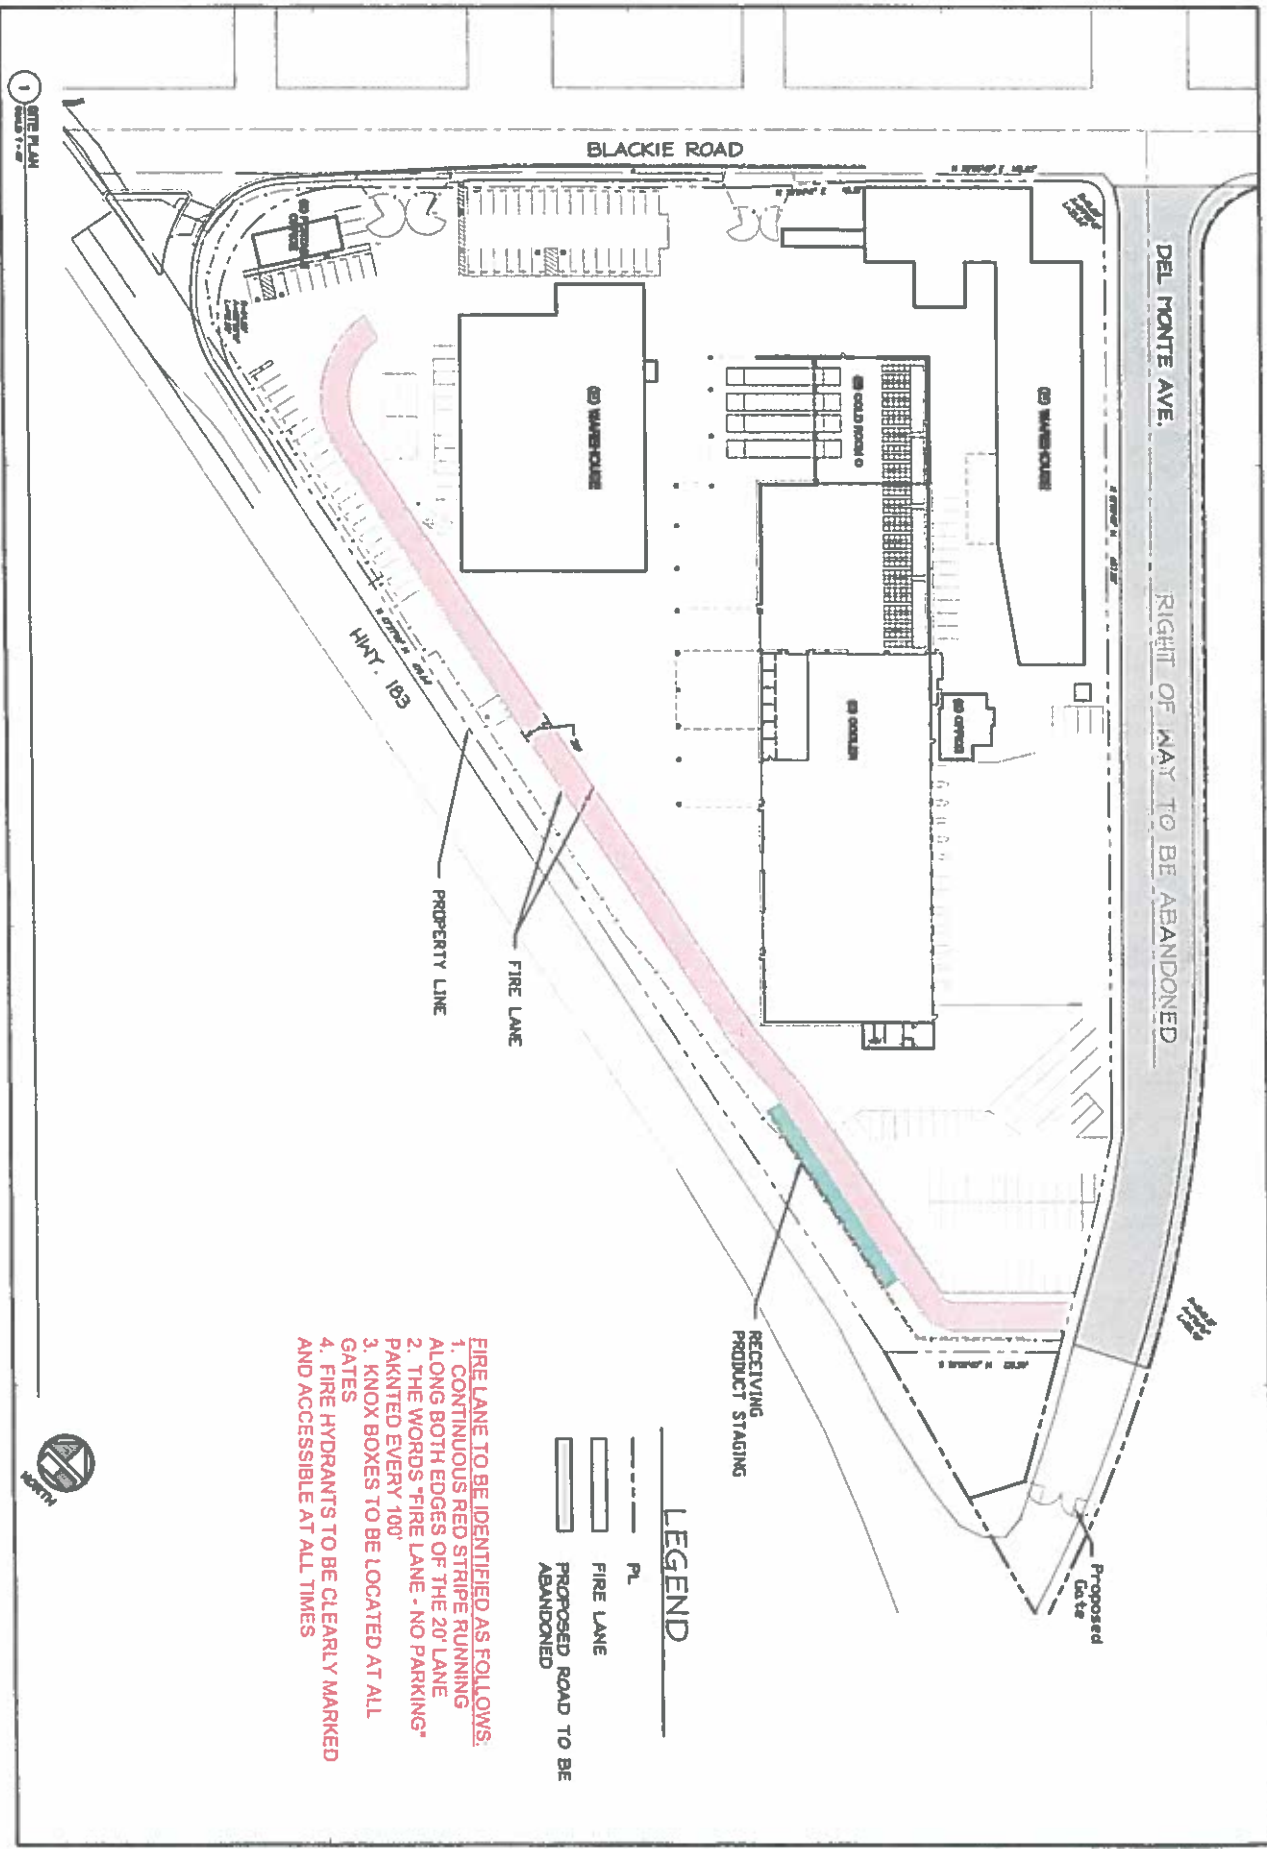 BLACKIE ROAD
DEL MONTE AVE.
RIGHT OF WAY TO BE ABANDONED
(E) WAREHOUSE
(E) COLD ROOM
(E) WAREHOUSE
(E) OFFICE
(E) COOLER
OFFICE
HWY. 183
20'
PROPERTY LINE
FIRE LANE
RECEIVING
PRODUCT STAGING
Proposed
Gate
LEGEND
PL
FIRE LANE
PROPOSED ROAD TO BE
ABANDONED
FIRE LANE TO BE IDENTIFIED AS FOLLOWS:
1. CONTINUOUS RED STRIPE RUNNING
ALONG BOTH EDGES OF THE 20' LANE
2. THE WORDS "FIRE LANE - NO PARKING"
PAKNTED EVERY 100'
3. KNOX BOXES TO BE LOCATED AT ALL
GATES
4. FIRE HYDRANTS TO BE CLEARLY MARKED
AND ACCESSIBLE AT ALL TIMES
1
SITE PLAN
NORTH